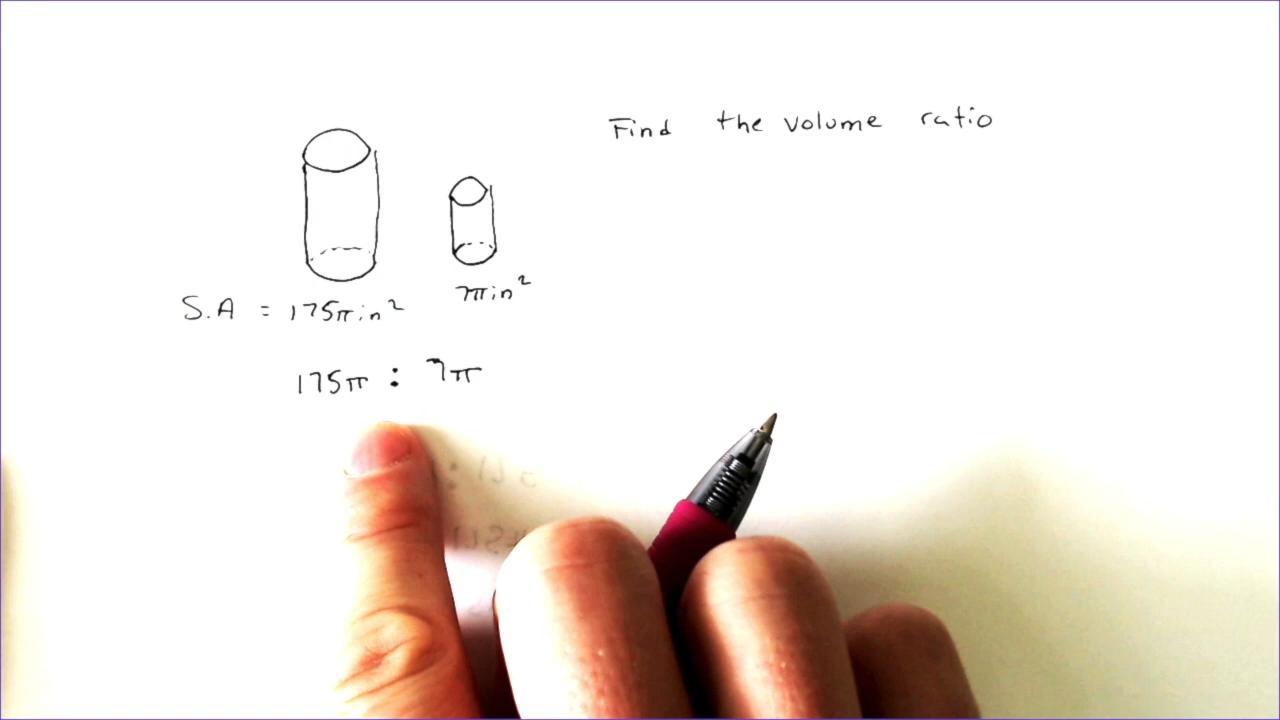 Find the volume ratio
S.A = 175π in² 7π in²
175π : 7π